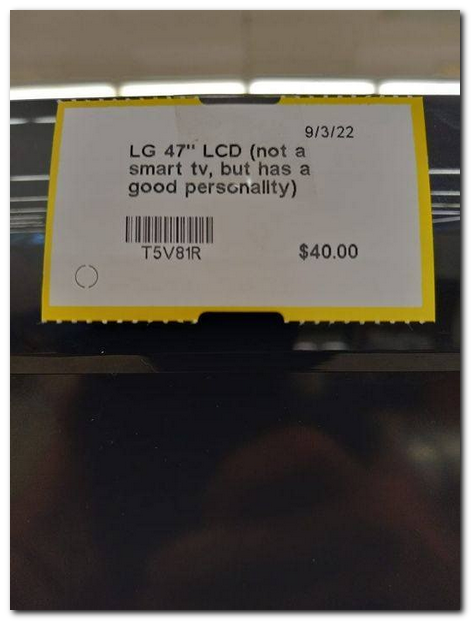 9/3/22
LG 47" LCD (not a
smart tv, but has a
good personality)
T5V81R
$40.00